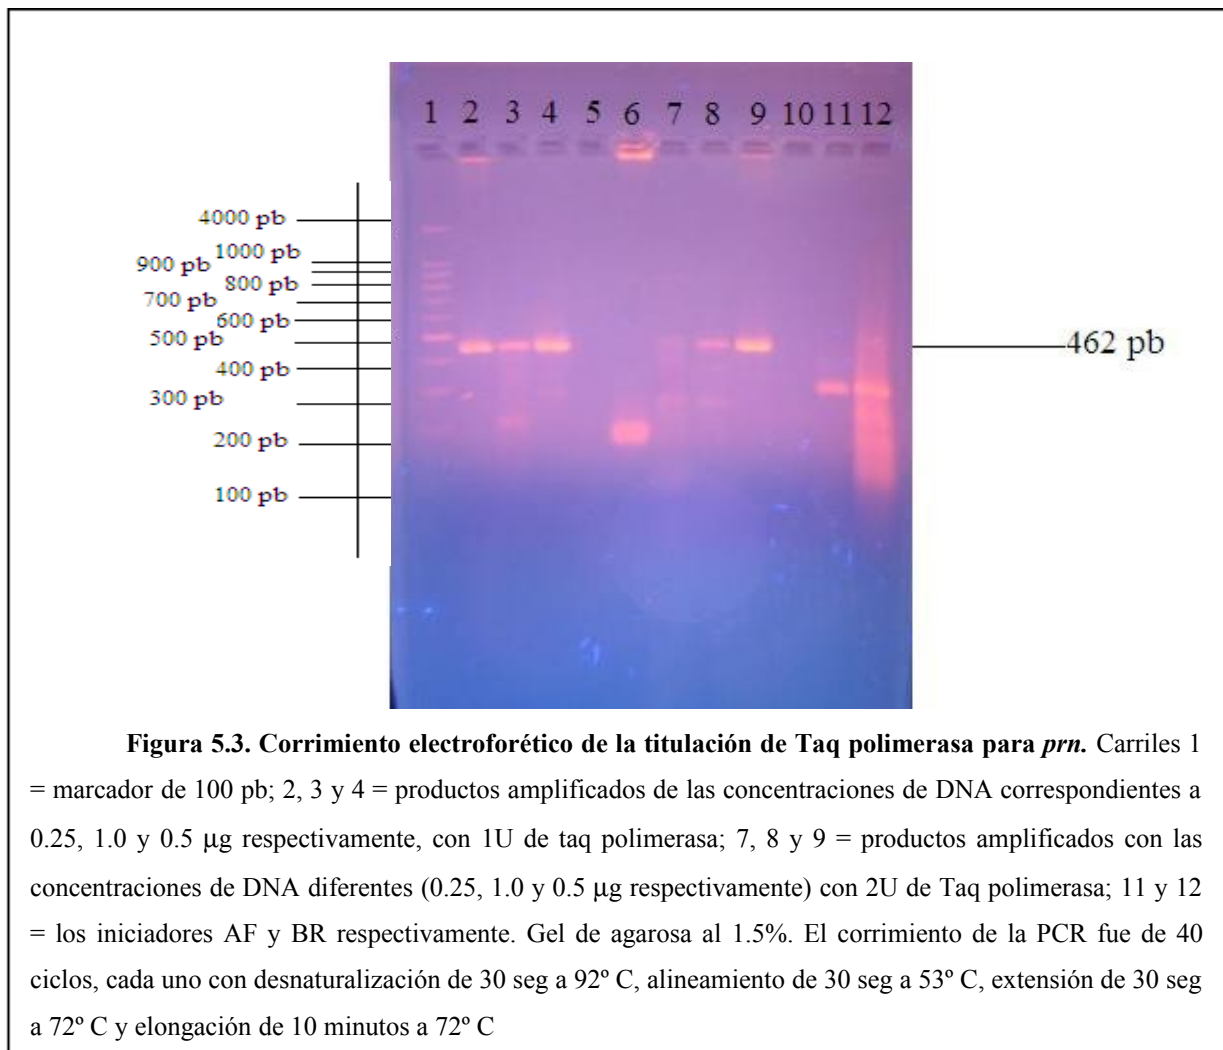 1 2 3 4 5 6 7 8 9 10 11 12
4000 pb
1000 pb
900 pb
800 pb
700 pb
600 pb
500 pb
400 pb
300 pb
200 pb
100 pb
462 pb
Figura 5.3. Corrimiento electroforético de la titulación de Taq polimerasa para prn. Carriles 1
= marcador de 100 pb; 2, 3 y 4 = productos amplificados de las concentraciones de DNA correspondientes a
0.25, 1.0 y 0.5 μg respectivamente, con 1U de taq polimerasa; 7, 8 y 9 = productos amplificados con las
concentraciones de DNA diferentes (0.25, 1.0 y 0.5 μg respectivamente) con 2U de Taq polimerasa; 11 y 12
= los iniciadores AF y BR respectivamente. Gel de agarosa al 1.5%. El corrimiento de la PCR fue de 40
ciclos, cada uno con desnaturalización de 30 seg a 92º C, alineamiento de 30 seg a 53º C, extensión de 30 seg
a 72º C y elongación de 10 minutos a 72º C